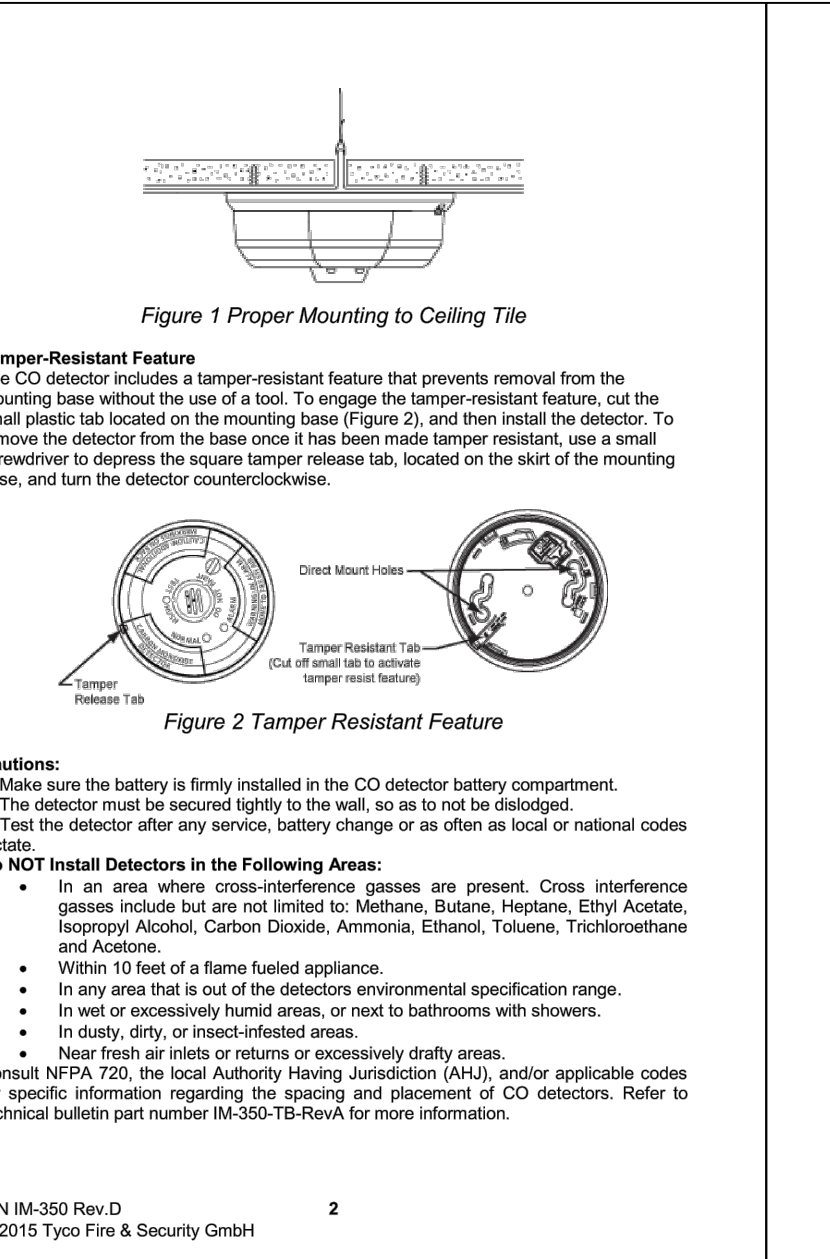 Figure 1 Proper Mounting to Ceiling Tile
mper-Resistant Feature
e CO detector includes a tamper-resistant feature that prevents removal from the
ounting base without the use of a tool. To engage the tamper-resistant feature, cut the
nall plastic tab located on the mounting base (Figure 2), and then install the detector. To
move the detector from the base once it has been made tamper resistant, use a small
rewdriver to depress the square tamper release tab, located on the skirt of the mounting
se, and turn the detector counterclockwise.
Direct Mount Holes
NORMAL
ALARM
Tamper Resistant Tab
(Cut off small tab to activate
tamper resist feature)
Tamper
Release Tab
Figure 2 Tamper Resistant Feature
utions:
Make sure the battery is firmly installed in the CO detector battery compartment.
The detector must be secured tightly to the wall, so as to not be dislodged.
Test the detector after any service, battery change or as often as local or national codes
ctate.
o NOT Install Detectors in the Following Areas:
• In an area where cross-interference gasses are present. Cross interference
gasses include but are not limited to: Methane, Butane, Heptane, Ethyl Acetate,
Isopropyl Alcohol, Carbon Dioxide, Ammonia, Ethanol, Toluene, Trichloroethane
and Acetone.
• Within 10 feet of a flame fueled appliance.
• In any area that is out of the detectors environmental specification range.
• In wet or excessively humid areas, or next to bathrooms with showers.
• In dusty, dirty, or insect-infested areas.
• Near fresh air inlets or returns or excessively drafty areas.
onsult NFPA 720, the local Authority Having Jurisdiction (AHJ), and/or applicable codes
r specific information regarding the spacing and placement of CO detectors. Refer to
chnical bulletin part number IM-350-TB-RevA for more information.
N IM-350 Rev.D 2
2015 Tyco Fire & Security GmbH